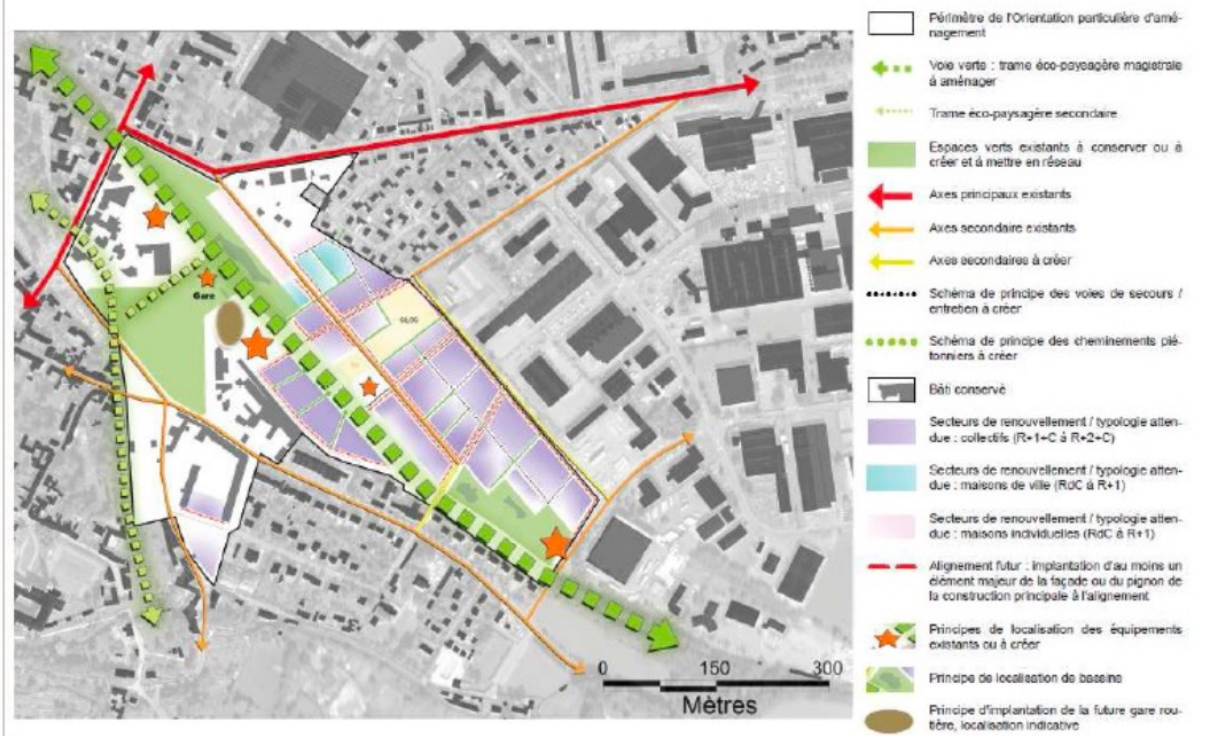 Gare
0 150 300
Mètres
Périmètre de l'Orientation particulière d'amé-
nagement
Voie verte : trame éco-paysagère magistrale
à aménager
Trame éco-paysagère secondaire
Espaces verts existants à conserver ou à
créer et à mettre en réseau
Axes principaux existants
Axes secondaire existants
Axes secondaires à créer
Schéma de principe des voies de secours /
entretien à créer
Schéma de principe des cheminements pié-
tonniers à créer
Bâti conservé
Secteurs de renouvellement / typologie atten-
due : collectifs (R+1+C à R+2+C)
Secteurs de renouvellement / typologie atten-
due : maisons de ville (RdC à R+1)
Secteurs de renouvellement / typologie atten-
due : maisons individuelles (RdC à R+1)
Alignement futur : implantation d'au moins un
élément majeur de la façade ou du pignon de
la construction principale à l'alignement
Principes de localisation des équipements
existants ou à créer
Principe de localisation de bassins
Principe d'implantation de la future gare rou-
tière, localisation indicative